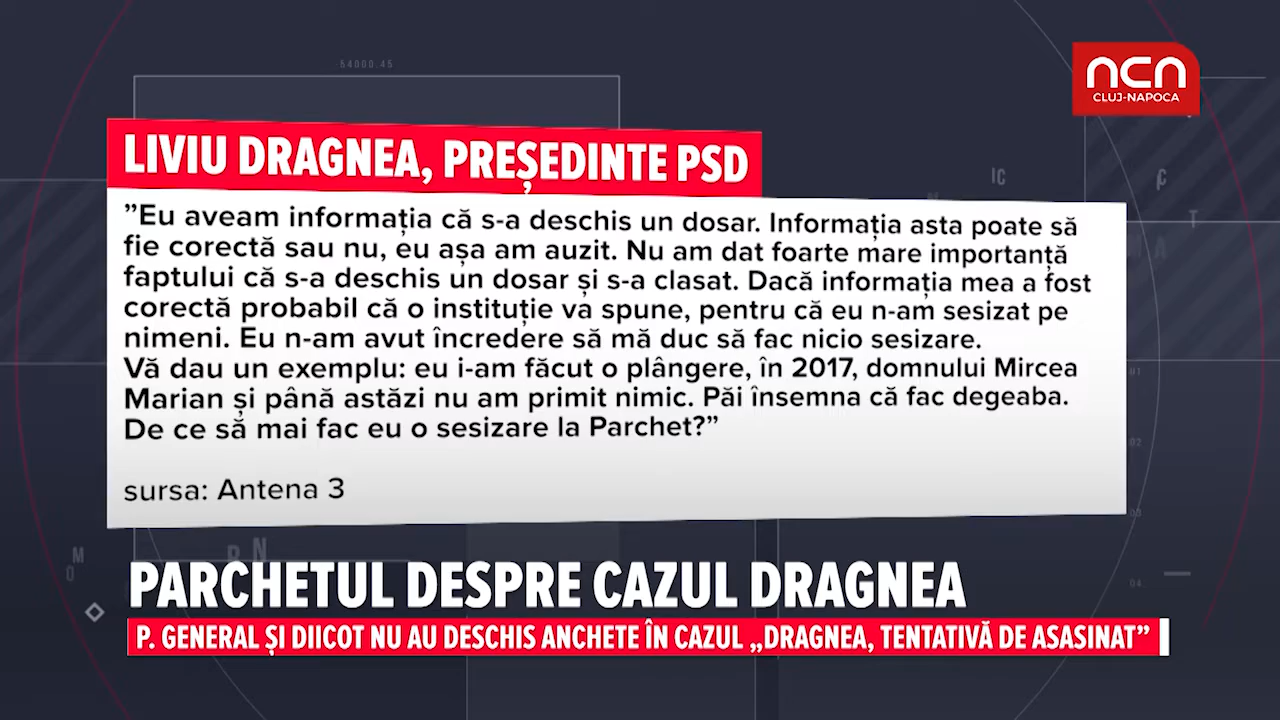 54000.45
ncn
CLUJ-NAPOCA
LIVIU DRAGNEA, PREȘEDINTE PSD
”Eu aveam informația că s-a deschis un dosar. Informația asta poate să
fie corectă sau nu, eu așa am auzit. Nu am dat foarte mare importanță
faptului că s-a deschis un dosar și s-a clasat. Dacă informația mea a fost
corectă probabil că o instituție va spune, pentru că eu n-am sesizat pe
nimeni. Eu n-am avut încredere să mă duc să fac nicio sesizare.
Vă dau un exemplu: eu i-am făcut o plângere, în 2017, domnului Mircea
Marian și până astăzi nu am primit nimic. Păi însemna că fac degeaba.
De ce să mai fac eu o sesizare la Parchet?”
sursa: Antena 3
PARCHETUL DESPRE CAZUL DRAGNEA
P. GENERAL ȘI DIICOT NU AU DESCHIS ANCHETE ÎN CAZUL „DRAGNEA, TENTATIVĂ DE ASASINAT”